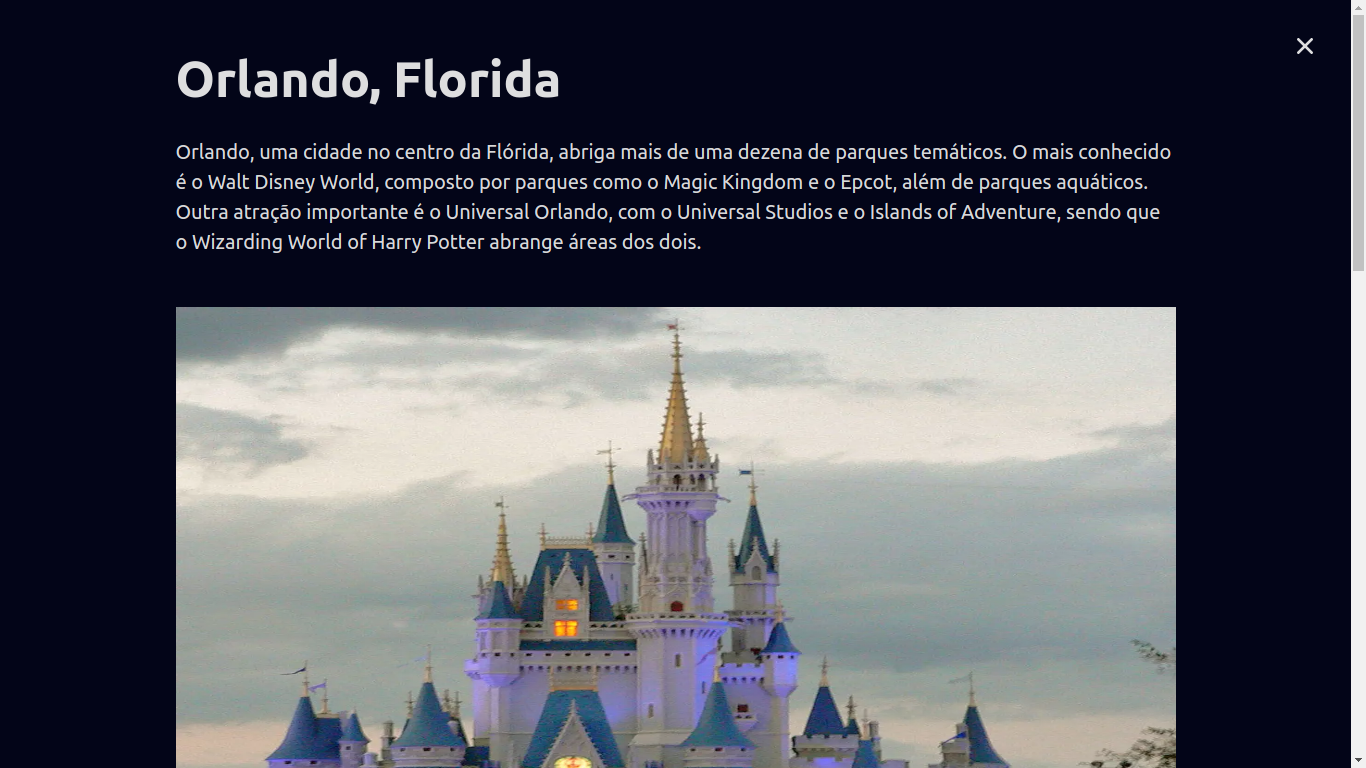 Orlando, Florida
Orlando, uma cidade no centro da Flórida, abriga mais de uma dezena de parques temáticos. O mais conhecido
é o Walt Disney World, composto por parques como o Magic Kingdom e o Epcot, além de parques aquáticos.
Outra atração importante é o Universal Orlando, com o Universal Studios e o Islands of Adventure, sendo que
o Wizarding World of Harry Potter abrange áreas dos dois.